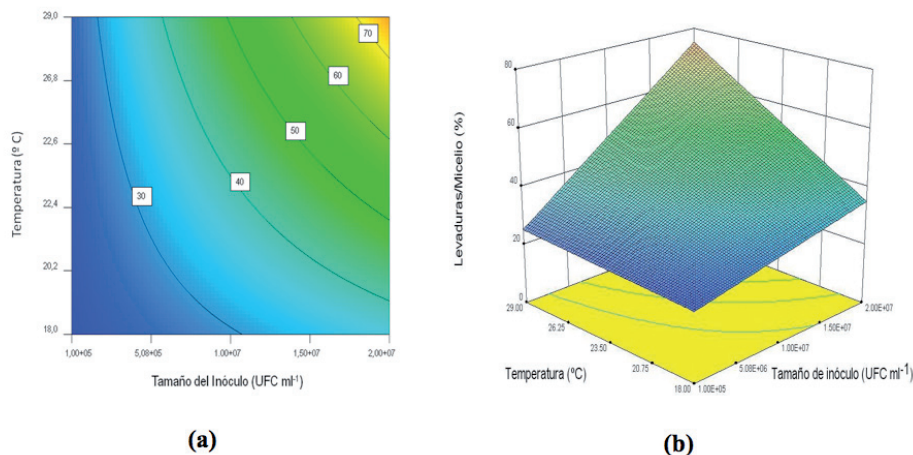 29,0
26,8
22,6
22,4
20,2
18,0
Temperatura (º C)
70
60
50
40
30
1,00+05
5,08+05
1.00+07
1,50+07
2,00+07
Tamaño del Inóculo (UFC ml-1)
(a)
80
60
40
20
0
Levaduras/Micelio (%)
29.00
26.25
23.50
20.75
18.00
Temperatura (ºC)
2.00E+07
1.50E+07
1.00E+07
5.08E+06
1.00E+05
Tamaño de inóculo (UFC ml-1)
(b)